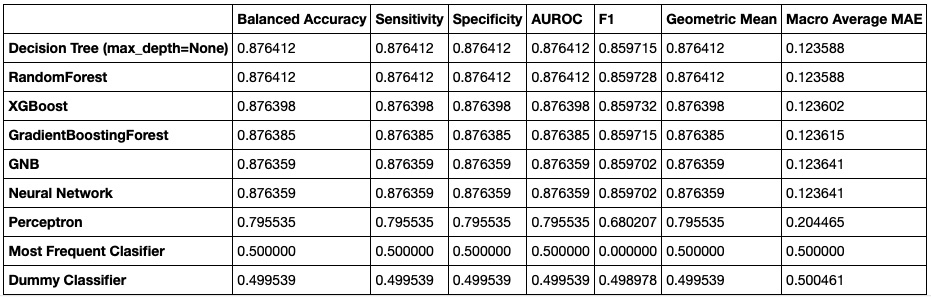 Balanced Accuracy Sensitivity Specificity AUROC F1 Geometric Mean Macro Average MAE
Decision Tree (max_depth=None) 0.876412 0.876412 0.876412 0.876412 0.859715 0.876412 0.123588
RandomForest 0.876412 0.876412 0.876412 0.876412 0.859728 0.876412 0.123588
XGBoost 0.876398 0.876398 0.876398 0.876398 0.859732 0.876398 0.123602
GradientBoostingForest 0.876385 0.876385 0.876385 0.876385 0.859715 0.876385 0.123615
GNB 0.876359 0.876359 0.876359 0.876359 0.859702 0.876359 0.123641
Neural Network 0.876359 0.876359 0.876359 0.876359 0.859702 0.876359 0.123641
Perceptron 0.795535 0.795535 0.795535 0.795535 0.680207 0.795535 0.204465
Most Frequent Clasifier 0.500000 0.500000 0.500000 0.500000 0.000000 0.500000 0.500000
Dummy Classifier 0.499539 0.499539 0.499539 0.499539 0.498978 0.499539 0.500461